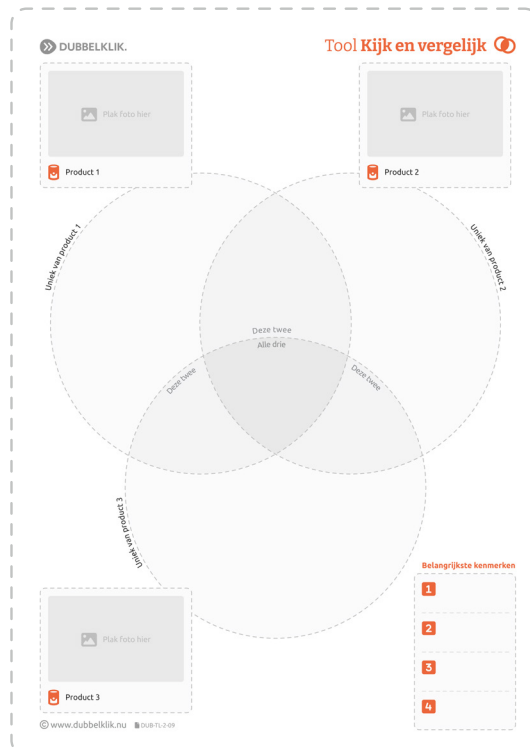 DUBBELKLIK.
Tool Kijk en vergelijk
Plak foto hier
Plak foto hier
Product 1
Product 2
Uniek van product 1
Uniek van product 2
Deze twee
Alle drie
Deze twee
Deze twee
Uniek van product 3
Belangrijkste kenmerken
1
2
Plak foto hier
3
Product 3
4
© www.dubbelklik.nu DUB-TL-2-09